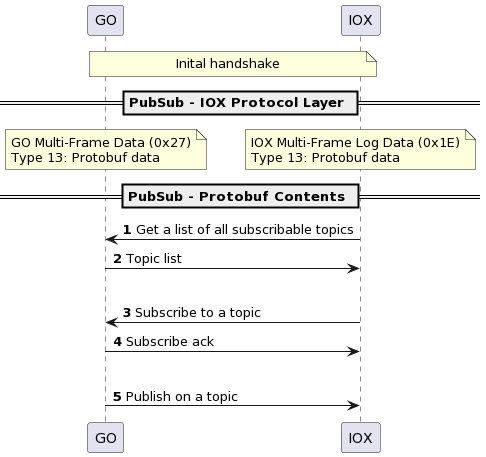 GO IOX
Inital handshake
PubSub - IOX Protocol Layer
GO Multi-Frame Data (0x27)
Type 13: Protobuf data
IOX Multi-Frame Log Data (0x1E)
Type 13: Protobuf data
PubSub - Protobuf Contents
1 Get a list of all subscribable topics
2 Topic list
3 Subscribe to a topic
4 Subscribe ack
5 Publish on a topic
GO IOX